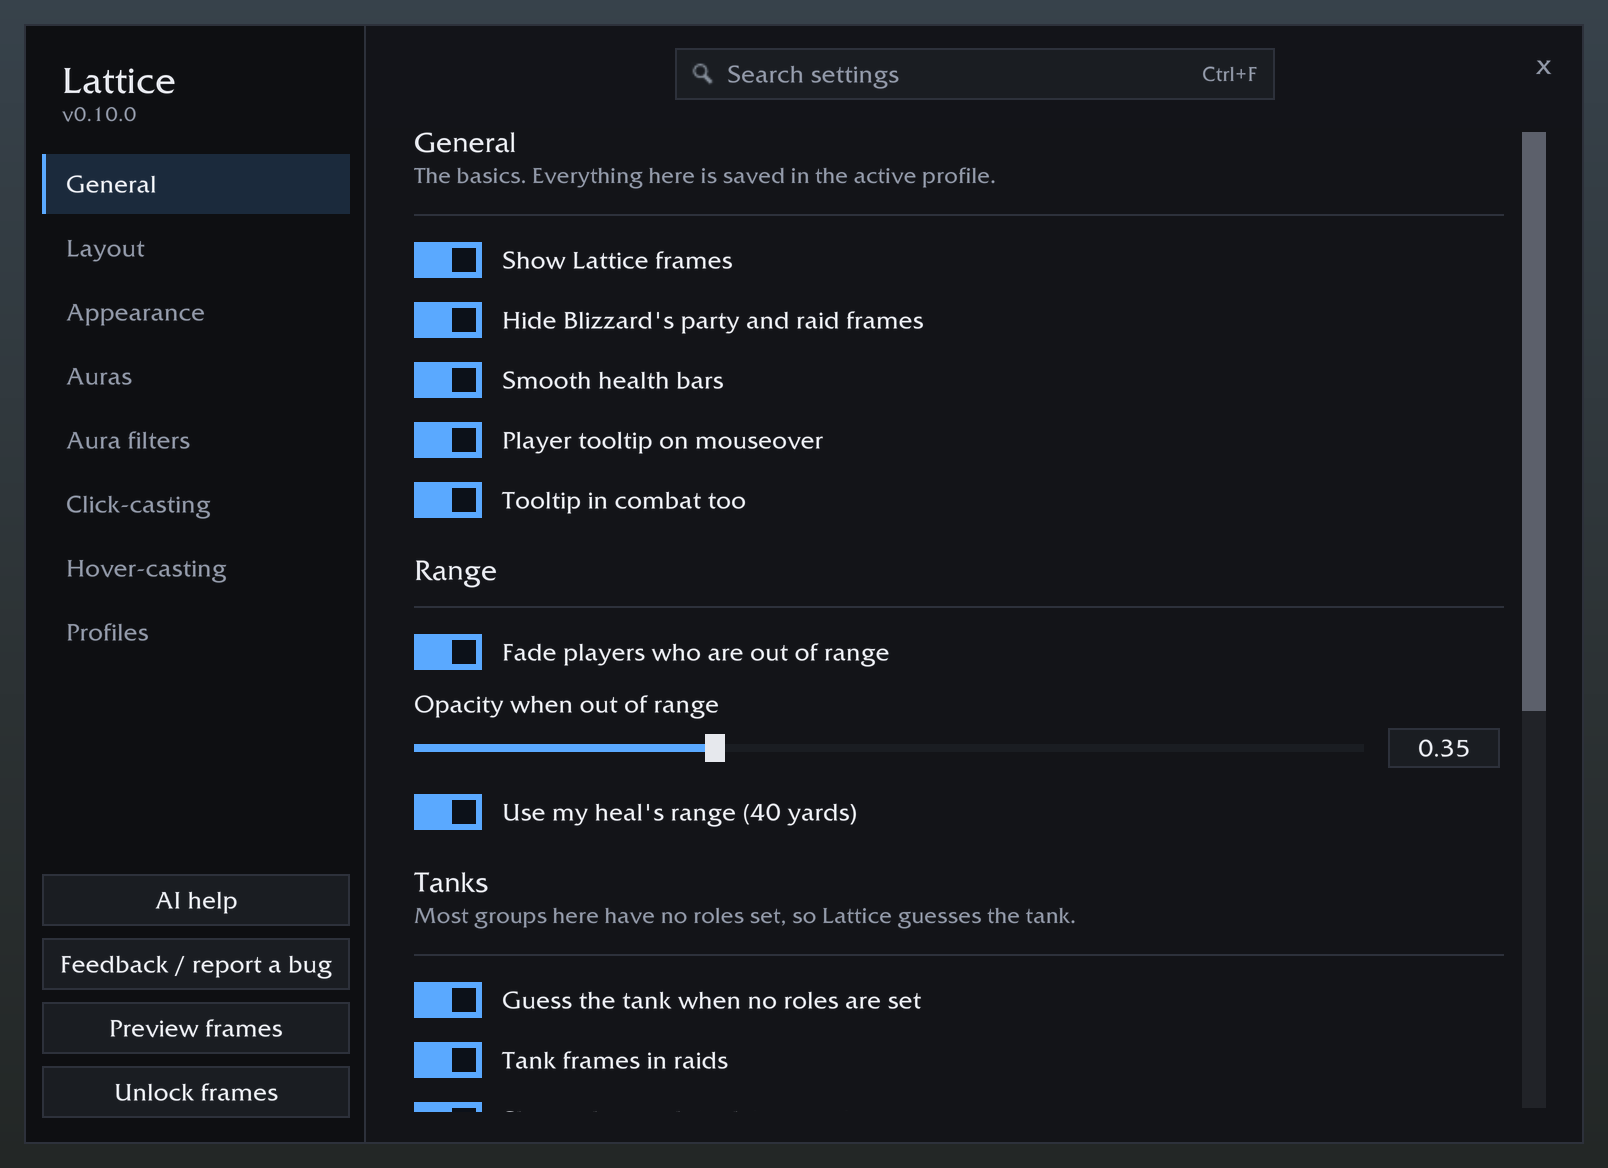 Lattice
v0.10.0
General
Layout
Appearance
Auras
Aura filters
Click-casting
Hover-casting
Profiles
AI help
Feedback / report a bug
Preview frames
Unlock frames
Search settings
Ctrl+F
x
General
The basics. Everything here is saved in the active profile.
Show Lattice frames
Hide Blizzard's party and raid frames
Smooth health bars
Player tooltip on mouseover
Tooltip in combat too
Range
Fade players who are out of range
Opacity when out of range
0.35
Use my heal's range (40 yards)
Tanks
Most groups here have no roles set, so Lattice guesses the tank.
Guess the tank when no roles are set
Tank frames in raids